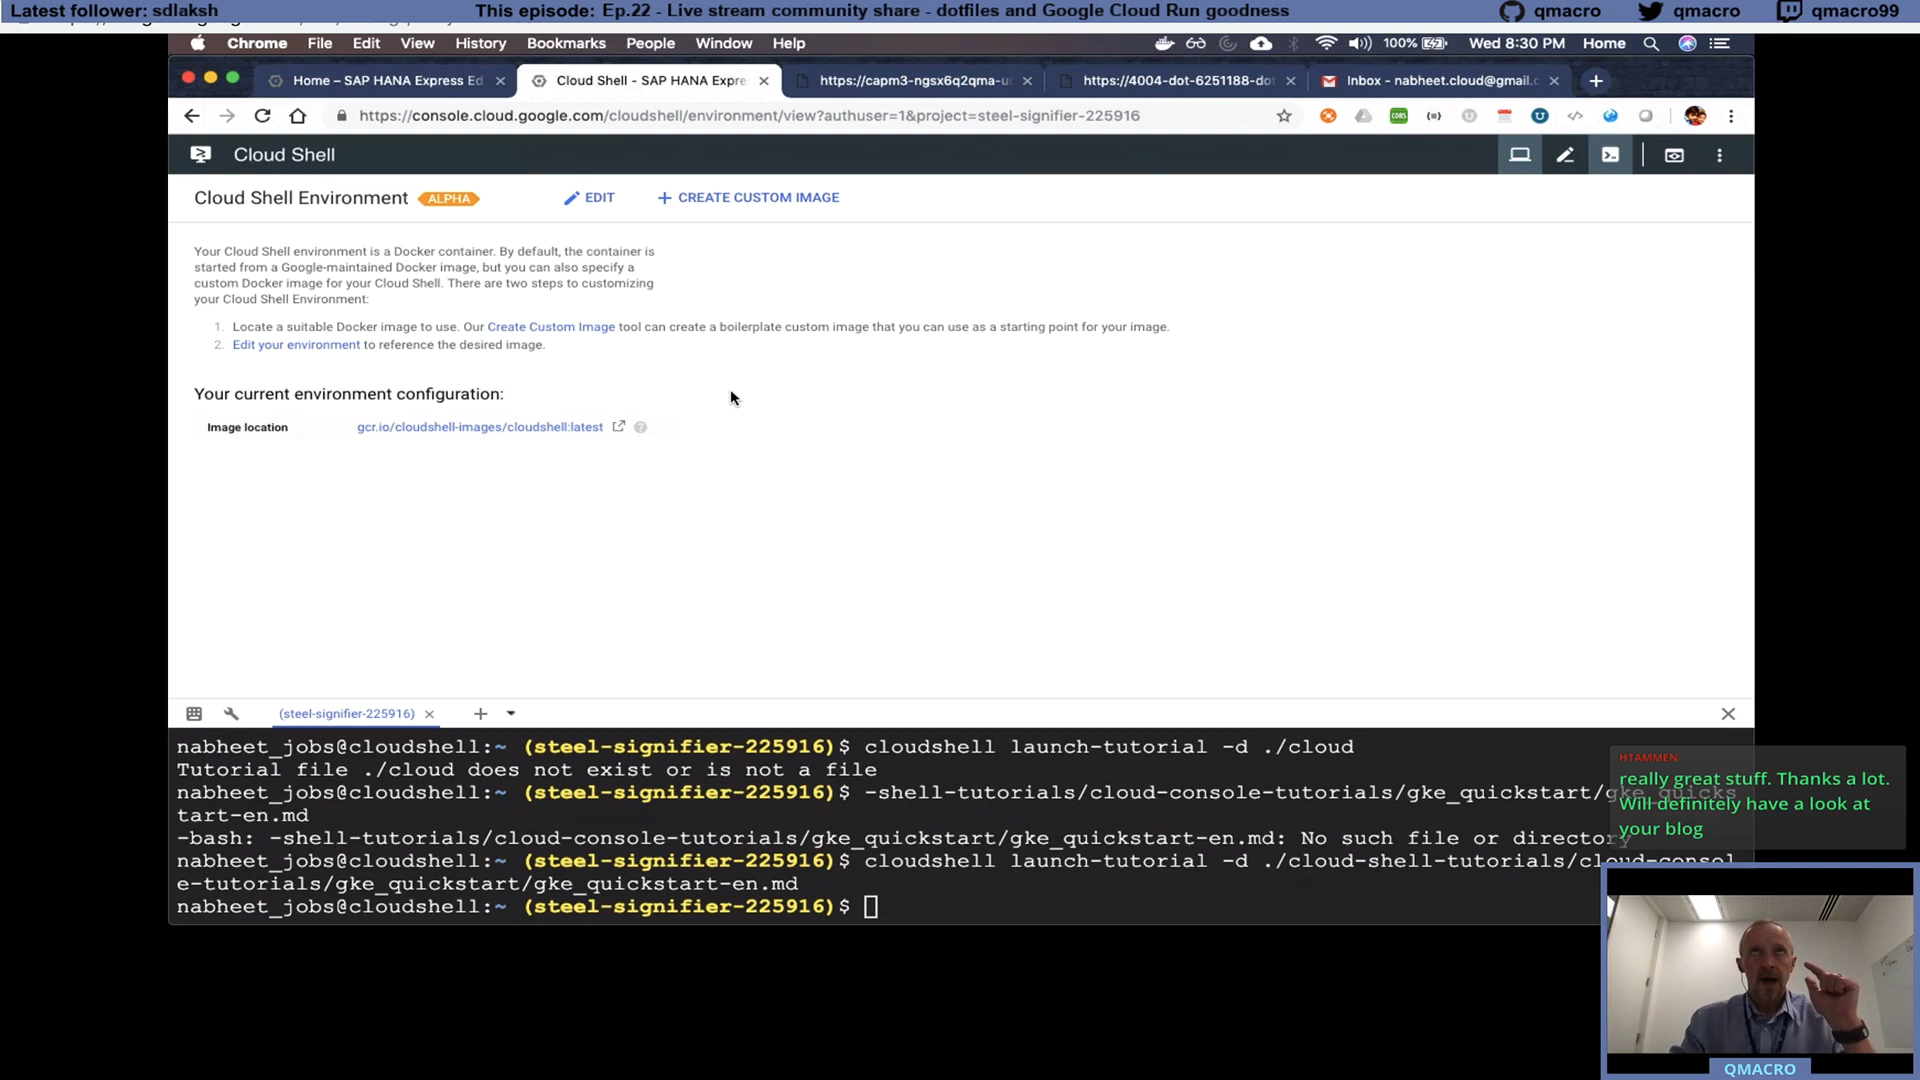 Latest follower: sdlaksh
This episode: Ep.22 - Live stream community share - dotfiles and Google Cloud Run goodness
qmacro
qmacro
qmacro99
Chrome File Edit View History Bookmarks People Window Help
100%
Wed 8:30 PM Home
Home – SAP HANA Express Ed
Cloud Shell - SAP HANA Expre
https://capm3-ngsx6q2qma-u
https://4004-dot-6251188-dot
Inbox - nabheet.cloud@gmail.
https://console.cloud.google.com/cloudshell/environment/view?authuser=1&project=steel-signifier-225916
Cloud Shell
Cloud Shell Environment ALPHA EDIT CREATE CUSTOM IMAGE
Your Cloud Shell environment is a Docker container. By default, the container is
started from a Google-maintained Docker image, but you can also specify a
custom Docker image for your Cloud Shell. There are two steps to customizing
your Cloud Shell Environment:
1. Locate a suitable Docker image to use. Our Create Custom Image tool can create a boilerplate custom image that you can use as a starting point for your image.
2. Edit your environment to reference the desired image.
Your current environment configuration:
Image location gcr.io/cloudshell-images/cloudshell:latest
(steel-signifier-225916)
nabheet_jobs@cloudshell:~ (steel-signifier-225916)$ cloudshell launch-tutorial -d ./cloud
Tutorial file ./cloud does not exist or is not a file
nabheet_jobs@cloudshell:~ (steel-signifier-225916)$ -shell-tutorials/cloud-console-tutorials/gke_quickstart/gke_quicks
tart-en.md
-bash: -shell-tutorials/cloud-console-tutorials/gke_quickstart/gke_quickstart-en.md: No such file or directory
nabheet_jobs@cloudshell:~ (steel-signifier-225916)$ cloudshell launch-tutorial -d ./cloud-shell-tutorials/cloud-consol
e-tutorials/gke_quickstart/gke_quickstart-en.md
nabheet_jobs@cloudshell:~ (steel-signifier-225916)$
HTAMMEN
really great stuff. Thanks a lot.
Will definitely have a look at
your blog
QMACRO